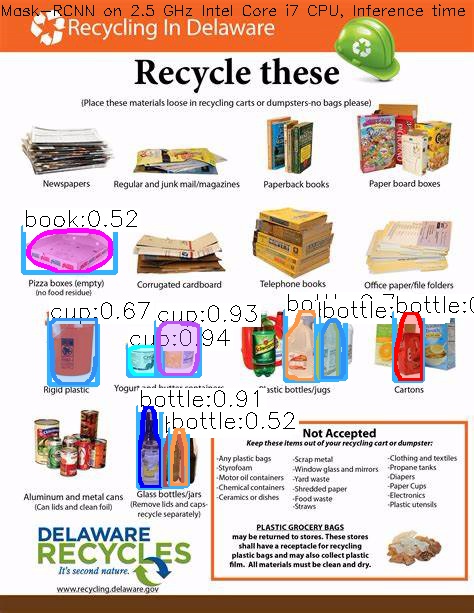 Mask-RCNN on 2.5 GHz Intel Core i7 CPU, Inference time
Recycling In Delaware
Recycle these
(Place these materials loose in recycling carts or dumpsters-no bags please)
Newspapers
Regular and junk mail/magazines
Paperback books
Paper board boxes
book:0.52
Pizza boxes (empty)
(no food residue)
Corrugated cardboard
Telephone books
Office paper/file folders
cup:0.67
cup:0.93
cup:0.94
bottle:0.
Rigid plastic
Yogurt and butter containers
Plastic bottles/jugs
Cartons
bottle:0.91
bottle:0.52
Aluminum and metal cans
(Can lids and clean foil)
Glass bottles/jars
(Remove lids and caps-
recycle separately)
Not Accepted
Keep these items out of your recycling cart or dumpster:
-Any plastic bags
-Styrofoam
-Motor oil containers
-Chemical containers
-Ceramics or dishes
-Scrap metal
-Window glass and mirrors
-Yard waste
-Shredded paper
-Food waste
-Straws
-Clothing and textiles
-Propane tanks
-Diapers
-Paper Cups
-Electronics
-Plastic utensils
PLASTIC GROCERY BAGS
may be returned to stores. These stores
shall have a receptacle for recycling
plastic bags and may also collect plastic
film. All materials must be clean and dry.
DELAWARE
RECYCLES
It's second nature.
www.recycling.delaware.gov